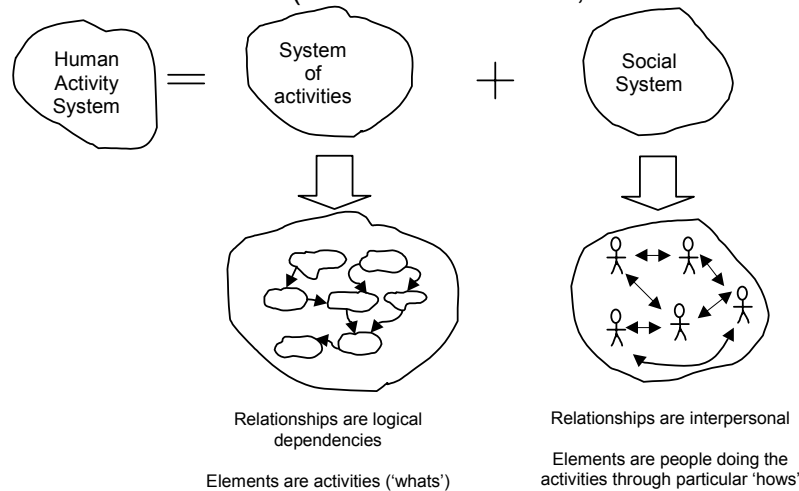 Human
Activity
System
System
of
activities
Social
System
Relationships are logical
dependencies
Elements are activities (‘whats’)
Relationships are interpersonal
Elements are people doing the
activities through particular ‘hows’